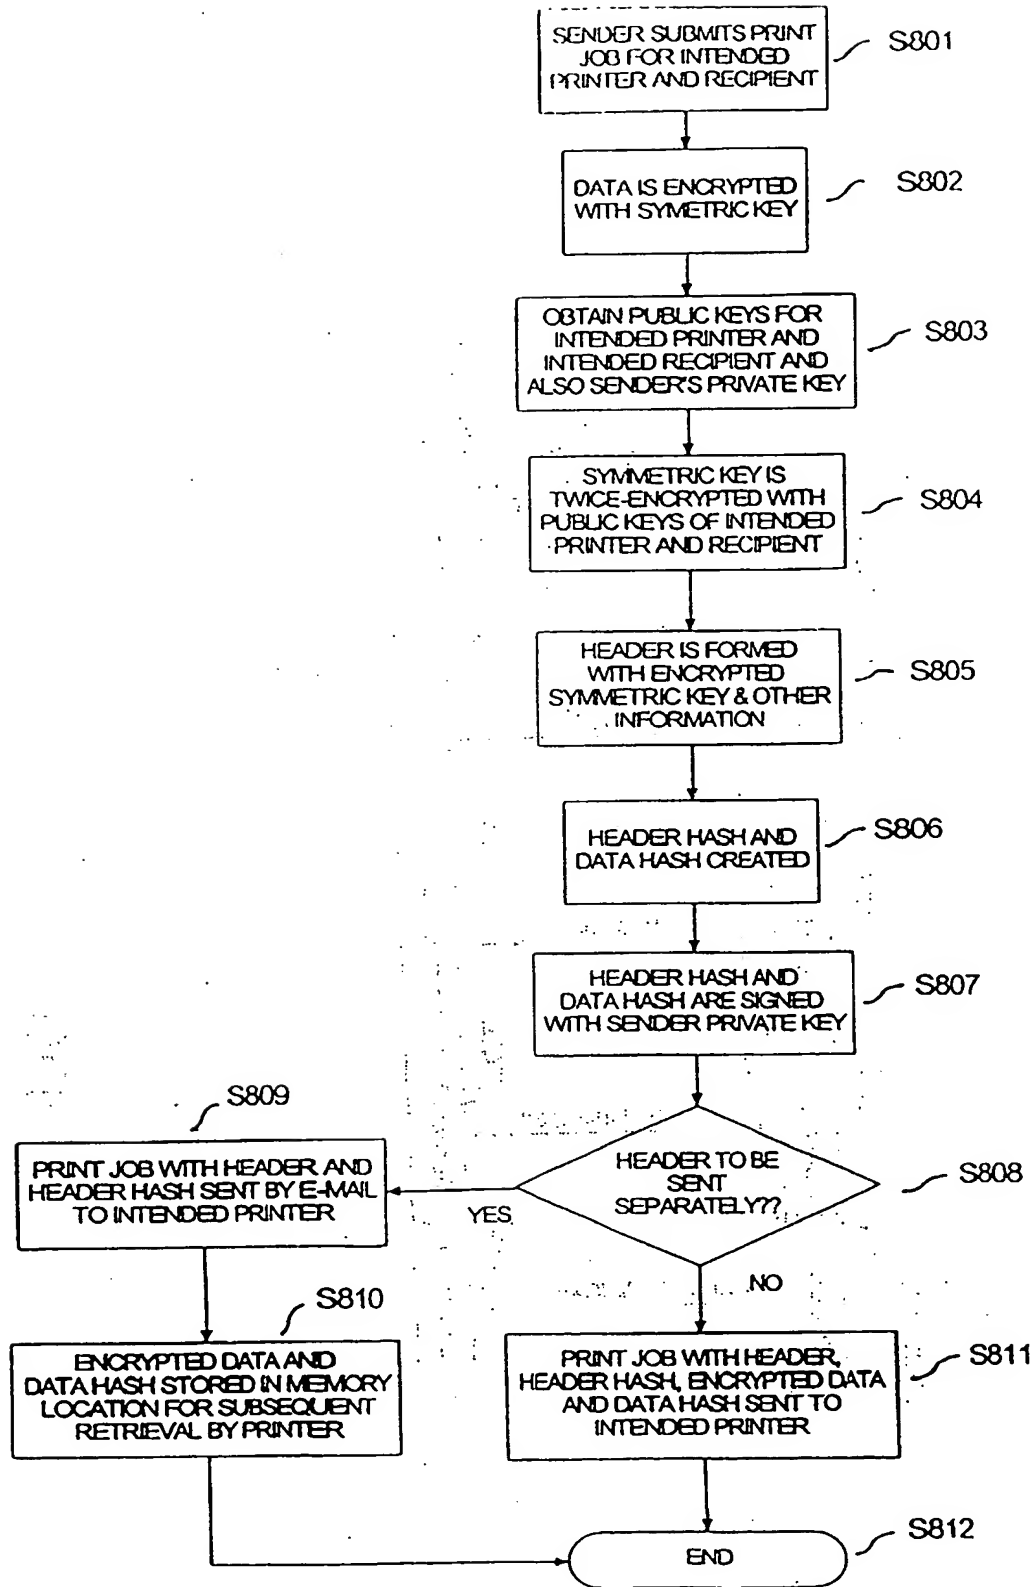 SENDER SUBMITS PRINT
JOB FOR INTENDED
PRINTER AND RECIPIENT
S801
DATA IS ENCRYPTED
WITH SYMETRIC KEY
S802
OBTAIN PUBLIC KEYS FOR
INTENDED PRINTER AND
INTENDED RECIPIENT AND
ALSO SENDER'S PRIVATE KEY
S803
SYMMETRIC KEY IS
TWICE-ENCRYPTED WITH
PUBLIC KEYS OF INTENDED
PRINTER AND RECIPIENT
S804
HEADER IS FORMED
WITH ENCRYPTED
SYMMETRIC KEY & OTHER
INFORMATION
S805
HEADER HASH AND
DATA HASH CREATED
S806
HEADER HASH AND
DATA HASH ARE SIGNED
WITH SENDER PRIVATE KEY
S807
HEADER TO BE
SENT
SEPARATELY??
S808
YES
NO
S809
PRINT JOB WITH HEADER AND
HEADER HASH SENT BY E-MAIL
TO INTENDED PRINTER
S810
ENCRYPTED DATA AND
DATA HASH STORED IN MEMORY
LOCATION FOR SUBSEQUENT
RETRIEVAL BY PRINTER
PRINT JOB WITH HEADER,
HEADER HASH, ENCRYPTED DATA
AND DATA HASH SENT TO
INTENDED PRINTER
S811
END
S812